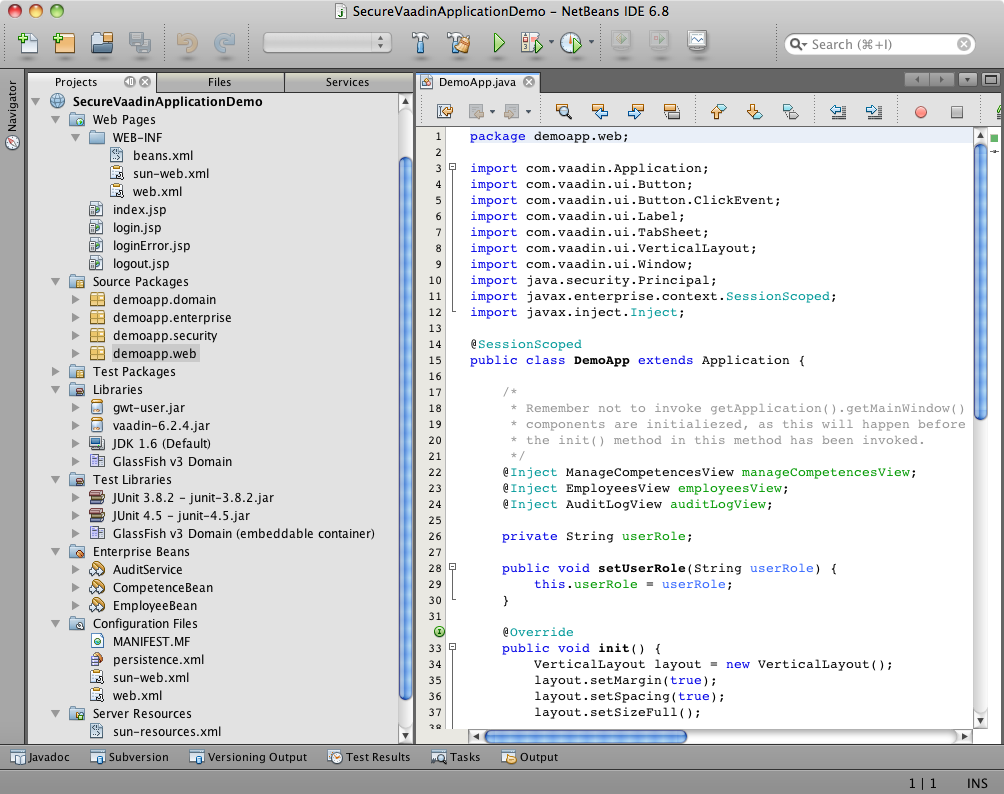 SecureVaadinApplicationDemo - NetBeans IDE 6.8
Search (⌘+I)
Navigator
Projects
Files
Services
SecureVaadinApplicationDemo
Web Pages
WEB-INF
beans.xml
sun-web.xml
web.xml
index.jsp
login.jsp
loginError.jsp
logout.jsp
Source Packages
demoapp.domain
demoapp.enterprise
demoapp.security
demoapp.web
Test Packages
Libraries
gwt-user.jar
vaadin-6.2.4.jar
JDK 1.6 (Default)
GlassFish v3 Domain
Test Libraries
JUnit 3.8.2 - junit-3.8.2.jar
JUnit 4.5 - junit-4.5.jar
GlassFish v3 Domain (embeddable container)
Enterprise Beans
AuditService
CompetenceBean
EmployeeBean
Configuration Files
MANIFEST.MF
persistence.xml
sun-web.xml
web.xml
Server Resources
sun-resources.xml
DemoApp.java
1 package demoapp.web;
2
3 import com.vaadin.Application;
4 import com.vaadin.ui.Button;
5 import com.vaadin.ui.Button.ClickEvent;
6 import com.vaadin.ui.Label;
7 import com.vaadin.ui.TabSheet;
8 import com.vaadin.ui.VerticalLayout;
9 import com.vaadin.ui.Window;
10 import java.security.Principal;
11 import javax.enterprise.context.SessionScoped;
12 import javax.inject.Inject;
13
14 @SessionScoped
15 public class DemoApp extends Application {
16
17 /*
18 * Remember not to invoke getApplication().getMainWindow()
19 * components are initialiezed, as this will happen before
20 * the init() method in this method has been invoked.
21 */
22 @Inject ManageCompetencesView manageCompetencesView;
23 @Inject EmployeesView employeesView;
24 @Inject AuditLogView auditLogView;
25
26 private String userRole;
27
28 public void setUserRole(String userRole) {
29 this.userRole = userRole;
30 }
31
@Override
33 public void init() {
34 VerticalLayout layout = new VerticalLayout();
35 layout.setMargin(true);
36 layout.setSpacing(true);
37 layout.setSizeFull();
38
Javadoc
Subversion
Versioning Output
Test Results
Tasks
Output
1 | 1
INS